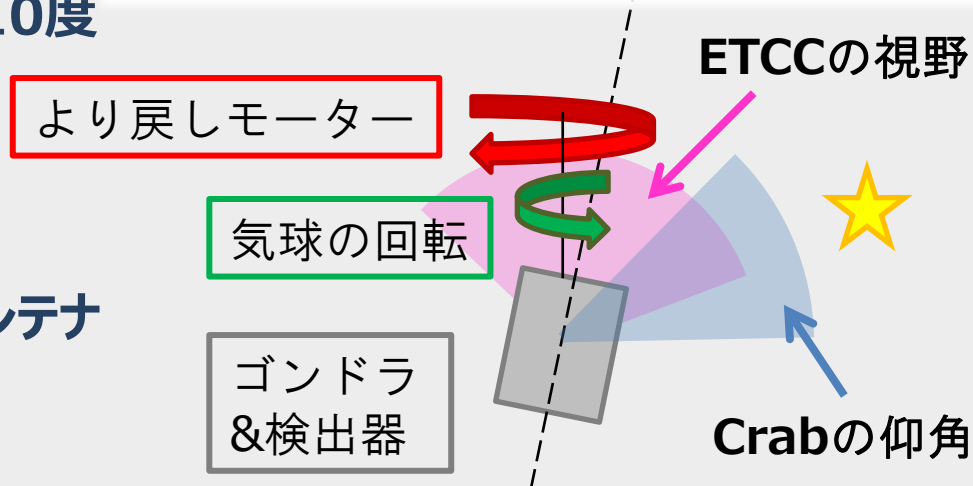 0度
ETCCの視野
より戻しモーター
気球の回転
ンテナ
ゴンドラ
&検出器
Crabの仰角